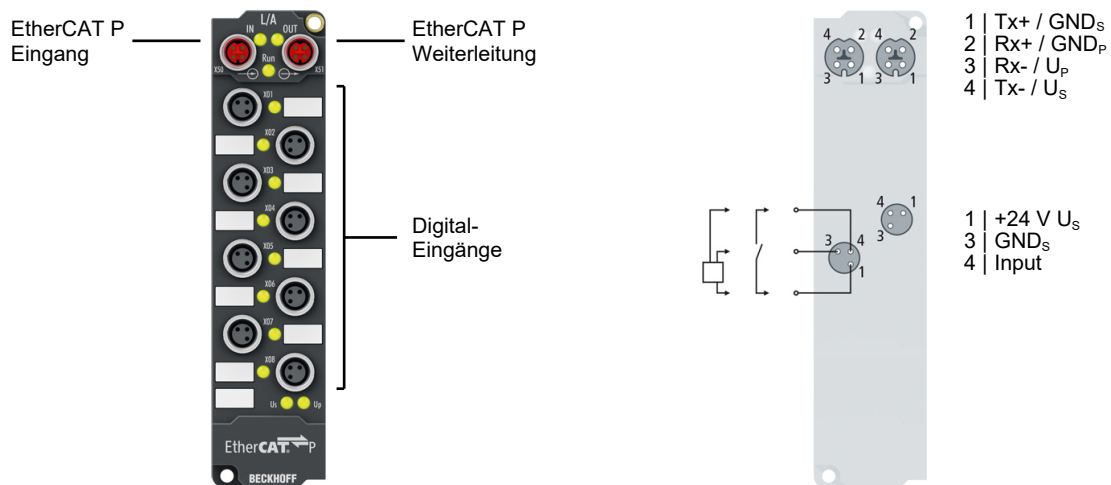 EtherCAT P
Eingang
L/A
IN
OUT
X50
X51
Run
EtherCAT P
Weiterleitung
X01
X02
X03
X04
X05
X06
X07
X08
Us
Up
Digital-
Eingänge
EtherCAT. P
BECKHOFF
4 2 4 2
3 1 3 1
1 | Tx+ / GNDS
2 | Rx+ / GNDP
3 | Rx- / UP
4 | Tx- / US
4 1
3
3 4
1
1 | +24 V US
3 | GNDS
4 | Input